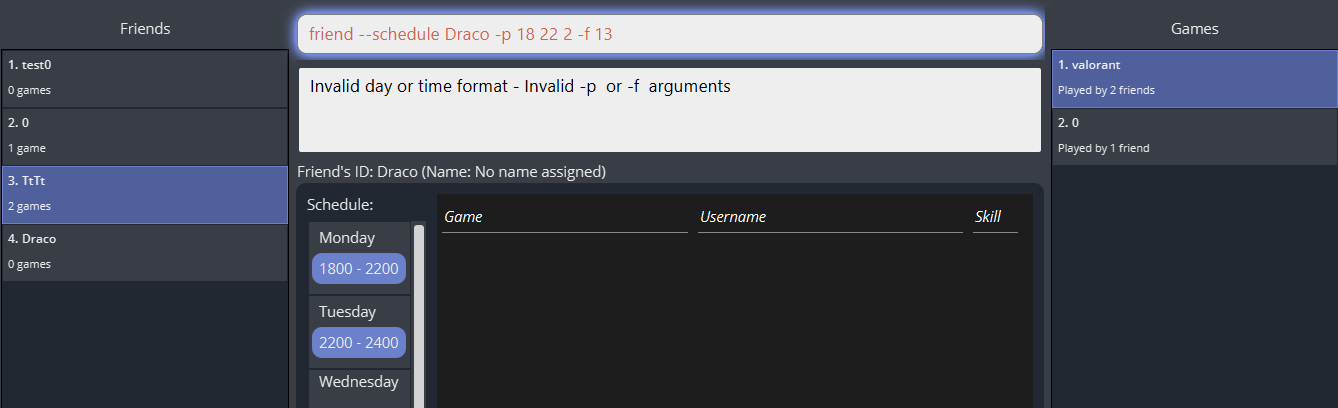 Friends
1. test0
0 games
2. 0
1 game
3. TtTt
2 games
4. Draco
0 games
friend --schedule Draco -p 18 22 2 -f 13
Invalid day or time format - Invalid -p or -f arguments
Friend's ID: Draco (Name: No name assigned)
Schedule:
Monday
1800 - 2200
Tuesday
2200 - 2400
Wednesday
Game Username Skill
Games
1. valorant
Played by 2 friends
2. 0
Played by 1 friend